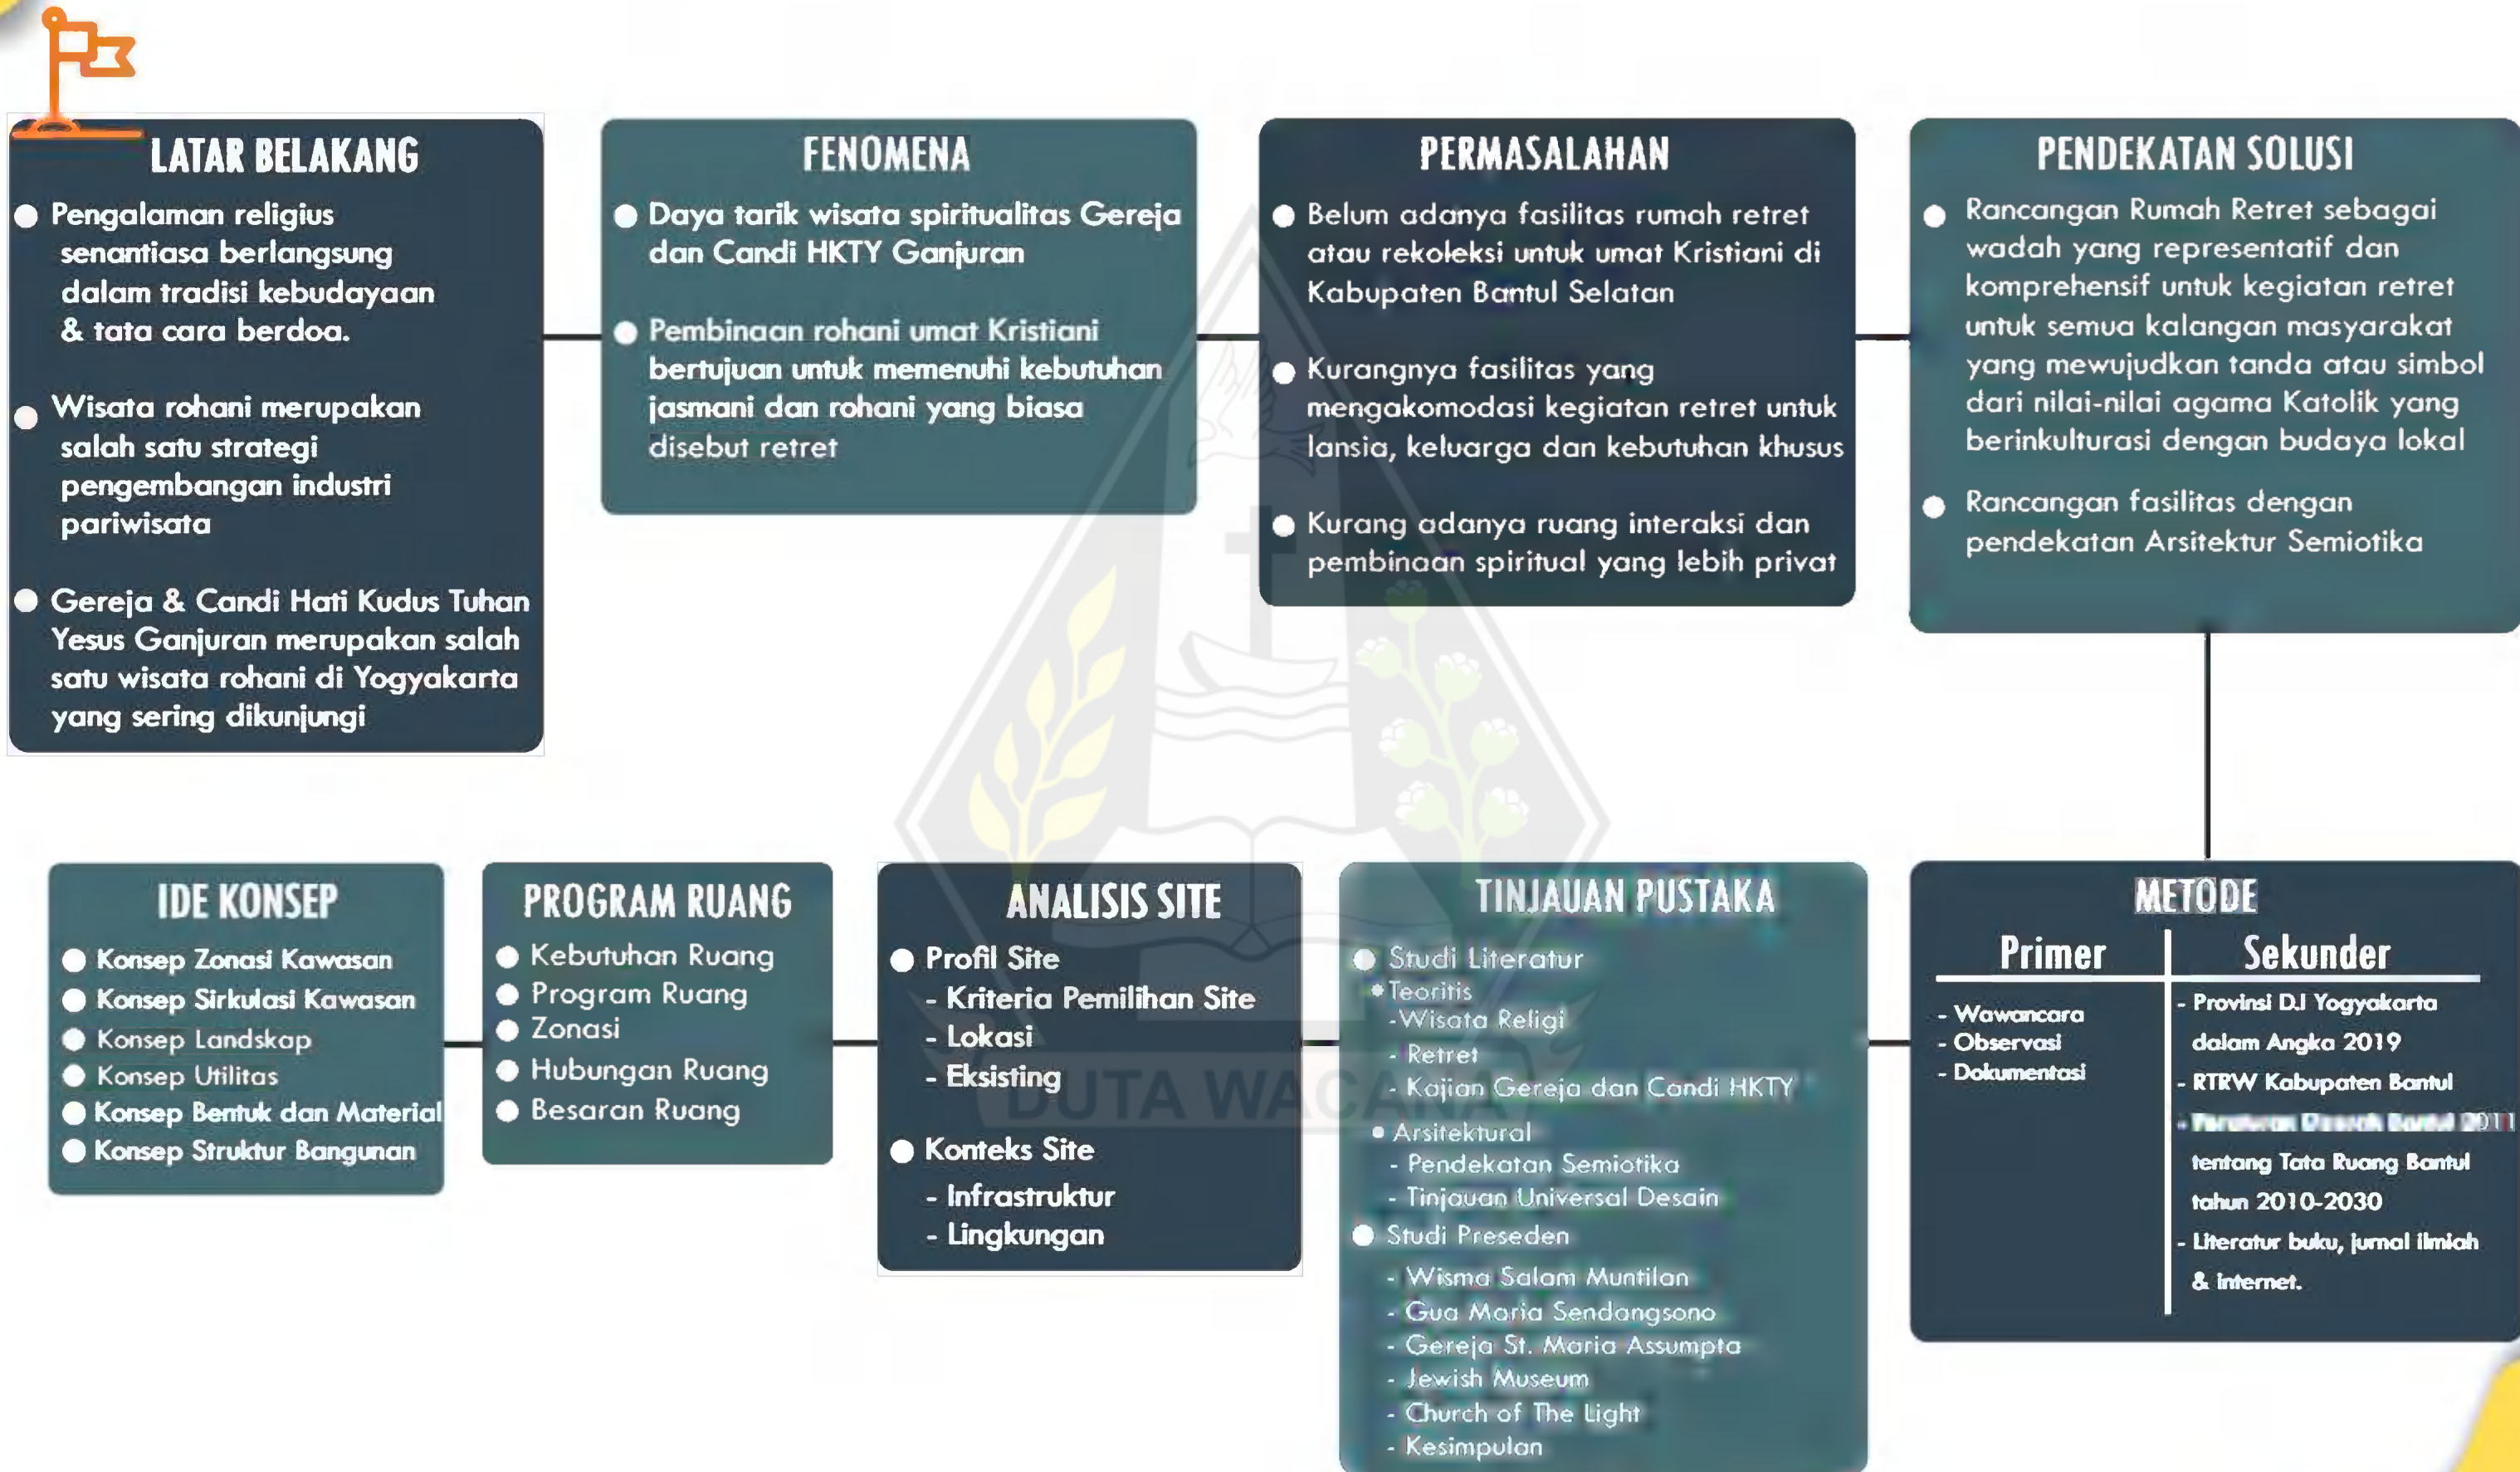 LATAR BELAKANG
● Pengalaman religius
senantiasa berlangsung
dalam tradisi kebudayaan
& tata cara berdoa.
● Wisata rohani merupakan
salah satu strategi
pengembangan industri
pariwisata
● Gereja & Candi Hati Kudus Tuhan
Yesus Ganjuran merupakan salah
satu wisata rohani di Yogyakarta
yang sering dikunjungi
FENOMENA
● Daya tarik wisata spiritualitas Gereja
dan Candi HKTY Ganjuran
● Pembinaan rohani umat Kristiani
bertujuan untuk memenuhi kebutuhan
jasmani dan rohani yang biasa
disebut retret
PERMASALAHAN
● Belum adanya fasilitas rumah retret
atau rekoleksi untuk umat Kristiani di
Kabupaten Bantul Selatan
● Kurangnya fasilitas yang
mengakomodasi kegiatan retret untuk
lansia, keluarga dan kebutuhan khusus
● Kurang adanya ruang interaksi dan
pembinaan spiritual yang lebih privat
PENDEKATAN SOLUSI
● Rancangan Rumah Retret sebagai
wadah yang representatif dan
komprehensif untuk kegiatan retret
untuk semua kalangan masyarakat
yang mewujudkan tanda atau simbol
dari nilai-nilai agama Katolik yang
berinkulturasi dengan budaya lokal
● Rancangan fasilitas dengan
pendekatan Arsitektur Semiotika
METODE
Primer
- Wawancara
- Observasi
- Dokumentasi
Sekunder
- Provinsi D.I Yogyakarta
dalam Angka 2019
- RTRW Kabupaten Bantul
- Peraturan Daerah Bantul 2011
tentang Tata Ruang Bantul
tahun 2010-2030
- Literatur buku, jurnal ilmiah
& internet.
TINJAUAN PUSTAKA
● Studi Literatur
• Teoritis
-Wisata Religi
- Retret
- Kajian Gereja dan Candi HKTY
• Arsitektural
- Pendekatan Semiotika
- Tinjauan Universal Desain
● Studi Preseden
- Wisma Salam Muntilan
- Gua Maria Sendangsono
- Gereja St. Maria Assumpta
- Jewish Museum
- Church of The Light
- Kesimpulan
ANALISIS SITE
● Profil Site
- Kriteria Pemilihan Site
- Lokasi
- Eksisting
● Konteks Site
- Infrastruktur
- Lingkungan
PROGRAM RUANG
● Kebutuhan Ruang
● Program Ruang
● Zonasi
● Hubungan Ruang
● Besaran Ruang
IDE KONSEP
● Konsep Zonasi Kawasan
● Konsep Sirkulasi Kawasan
● Konsep Landskap
● Konsep Utilitas
● Konsep Bentuk dan Material
● Konsep Struktur Bangunan
DUTA WACANA